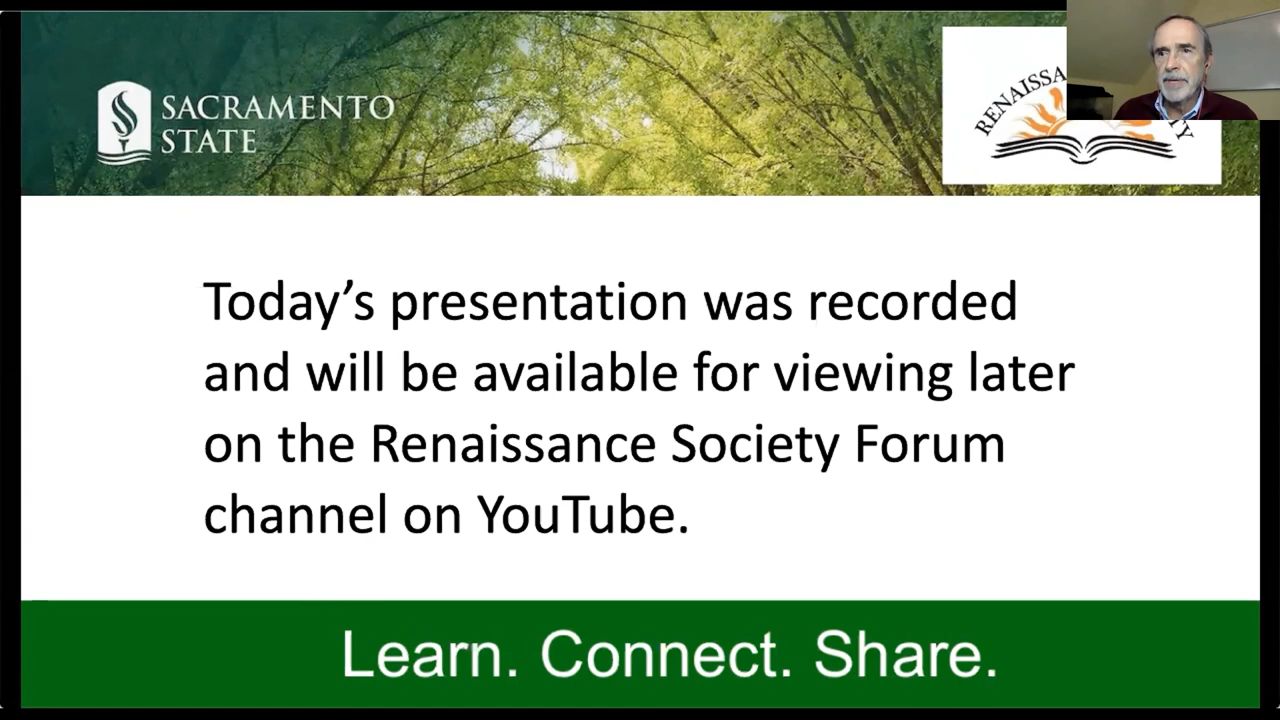 SACRAMENTO
STATE
Today’s presentation was recorded
and will be available for viewing later
on the Renaissance Society Forum
channel on YouTube.
Learn. Connect. Share.